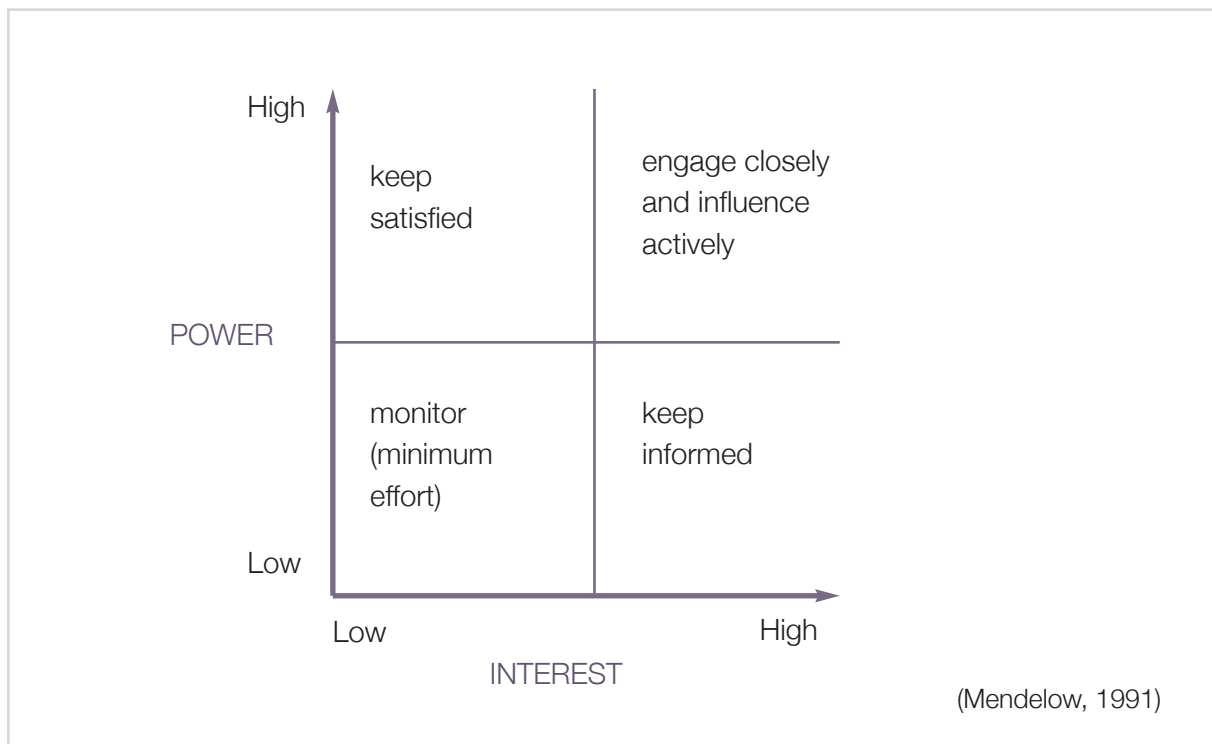 High
keep
satisfied
engage closely
and influence
actively
POWER
monitor
(minimum
effort)
keep
informed
Low
Low
High
INTEREST
(Mendelow, 1991)